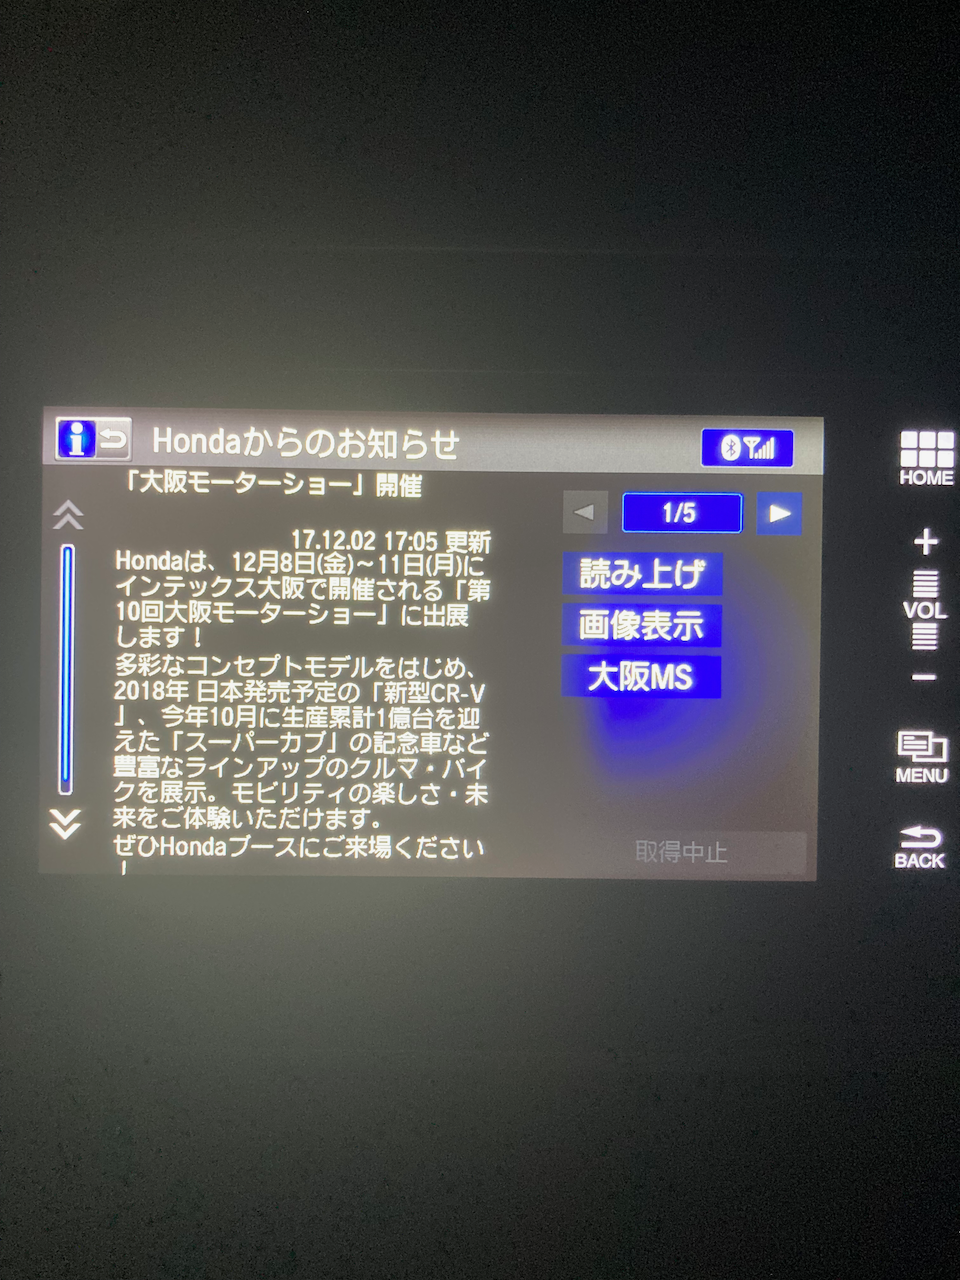 Hondaからのお知らせ
「大阪モーターショー」開催
17.12.02 17:05 更新
Hondaは、12月8日(金)~11日(月)に
インテックス大阪で開催される「第
10回大阪モーターショー」に出展
します！
多彩なコンセプトモデルをはじめ、
2018年 日本発売予定の「新型CR-V
」、今年10月に生産累計1億台を迎
えた「スーパーカブ」の記念車など
豊富なラインアップのクルマ・バイ
クを展示。モビリティの楽しさ・未
来をご体験いただけます。
ぜひHondaブースにご来場ください
！
1/5
読み上げ
画像表示
大阪MS
取得中止
HOME
+
VOL
−
MENU
BACK